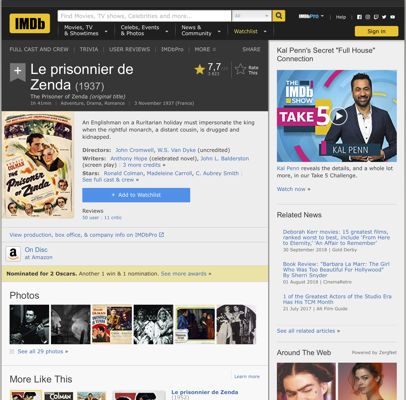 IMDb
Find Movies, TV shows, Celebrities and more...
All
Movies, TV & Showtimes
Celebs, Events & Photos
News & Community
Watchlist
IMDbPro
Help
Sign in
FULL CAST AND CREW | TRIVIA | USER REVIEWS | IMDbPro | MORE
SHARE
Le prisonnier de Zenda (1937)
The Prisoner of Zenda (original title)
7,7
Rate This
1h 41min | Adventure, Drama, Romance | 3 November 1937 (France)
The Prisoner of Zenda
An Englishman on a Ruritarian holiday must impersonate the king
when the rightful monarch, a distant cousin, is drugged and
kidnapped.
Directors: John Cromwell, W.S. Van Dyke (uncredited)
Writers: Anthony Hope (celebrated novel), John L. Balderston
(screen play) | 3 more credits »
Stars: Ronald Colman, Madeleine Carroll, C. Aubrey Smith |
See full cast & crew »
+ Add to Watchlist
Reviews
50 user | 11 critic
View production, box office, & company info on IMDbPro
a
On Disc
at Amazon
Nominated for 2 Oscars. Another 1 win & 1 nomination. See more awards »
Photos
See all 29 photos »
More Like This
Learn more
COLMAN
Le prisonnier de Zenda
(1952)
Kal Penn's Secret "Full House"
Connection
THE IMDb SHOW
TAKE 5
KAL PENN
Kal Penn reveals the details, and a whole lot
more, in our Take 5 Challenge.
Watch now »
Related News
Deborah Kerr movies: 15 greatest films,
ranked worst to best, include 'From Here
to Eternity,' 'An Affair to Remember'
30 September 2018 | Gold Derby
Book Review: "Barbara La Marr: The Girl
Who Was Too Beautiful For Hollywood"
By Sherri Snyder
01 August 2018 | CinemaRetro
1 of the Greatest Actors of the Studio Era
Has His TCM Month
21 July 2017 | Alt Film Guide
See all related articles »
Around The Web
Powered by ZergNet